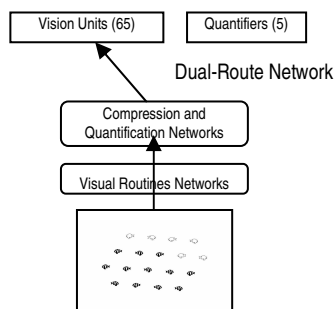 Vision Units (65) Quantifiers (5)
Dual-Route Network
Compression and
Quantification Networks
Visual Routines Networks